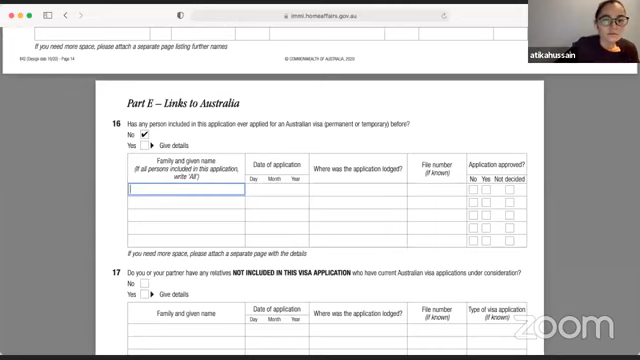 immi.homeaffairs.gov.au
If you need more space, please attach a separate page listing further names
842 (Design date 10/20) - Page 14
© COMMONWEALTH OF AUSTRALIA, 2020
atikahussain
Part E – Links to Australia
16 Has any person included in this application ever applied for an Australian visa (permanent or temporary) before?
No ✔
Yes Give details
Family and given name
(If all persons included in this application,
write 'All')
Date of application
Day Month Year
Where was the application lodged?
File number
(if known)
Application approved?
No Yes Not decided
If you need more space, please attach a separate page with the details
17 Do you or your partner have any relatives NOT INCLUDED IN THIS VISA APPLICATION who have current Australian visa applications under consideration?
No
Yes Give details
Family and given name
Date of application
Day Month Year
Where was the application lodged?
File number
(if known)
Type of visa application
(if known)
zoom